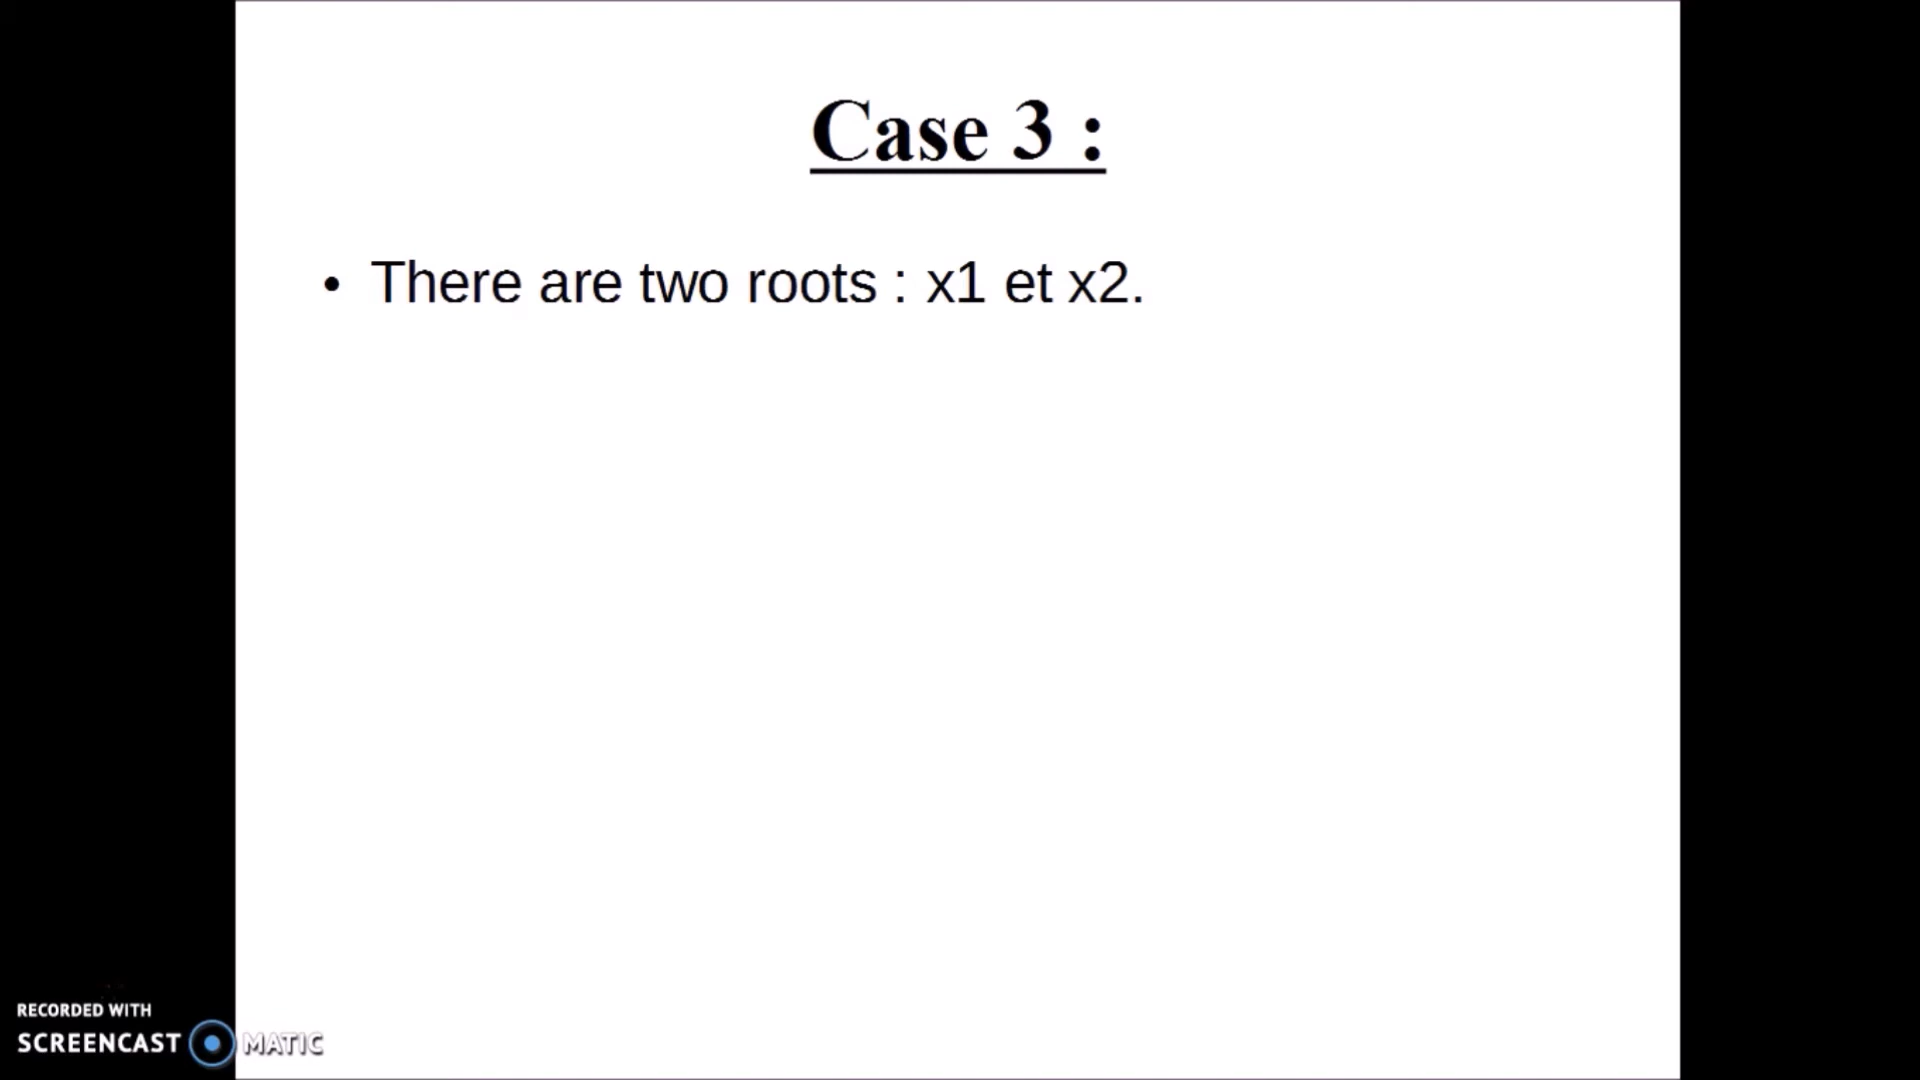 Case 3 :
• There are two roots : x1 et x2.
RECORDED WITH
SCREENCAST MATIC